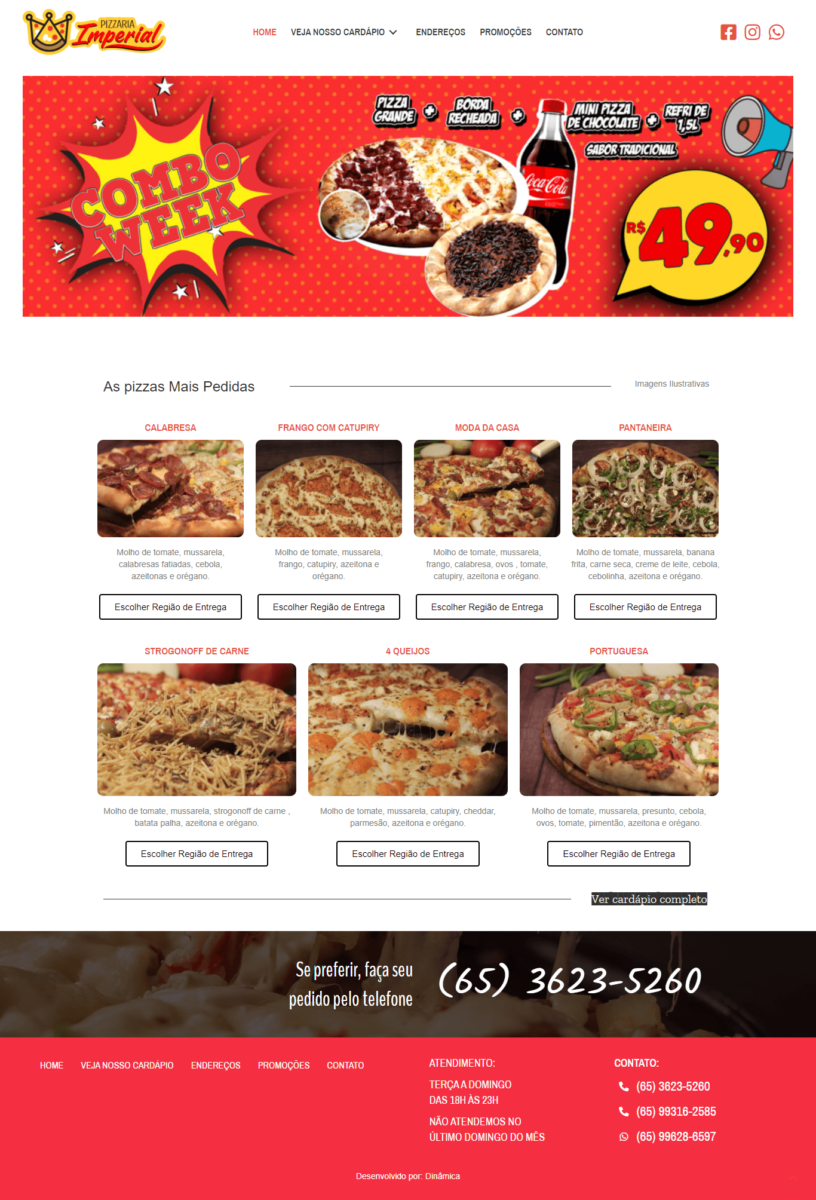 PIZZARIA
Imperial
HOME VEJA NOSSO CARDÁPIO ENDEREÇOS PROMOÇÕES CONTATO
COMBO
WEEK
PIZZA
GRANDE
BORDA
RECHEADA
MINI PIZZA
DE CHOCOLATE
REFRI DE
1,5L
SABOR TRADICIONAL
Coca-Cola
R$ 49,90
As pizzas Mais Pedidas
Imagens Ilustrativas
CALABRESA
Molho de tomate, mussarela,
calabresas fatiadas, cebola,
azeitonas e orégano.
Escolher Região de Entrega
FRANGO COM CATUPIRY
Molho de tomate, mussarela,
frango, catupiry, azeitona e
orégano.
Escolher Região de Entrega
MODA DA CASA
Molho de tomate, mussarela,
frango, calabresa, ovos , tomate,
catupiry, azeitona e orégano.
Escolher Região de Entrega
PANTANEIRA
Molho de tomate, mussarela, banana
frita, carne seca, creme de leite, cebola,
cebolinha, azeitona e orégano.
Escolher Região de Entrega
STROGONOFF DE CARNE
Molho de tomate, mussarela, strogonoff de carne ,
batata palha, azeitona e orégano.
Escolher Região de Entrega
4 QUEIJOS
Molho de tomate, mussarela, catupiry, cheddar,
parmesão, azeitona e orégano.
Escolher Região de Entrega
PORTUGUESA
Molho de tomate, mussarela, presunto, cebola,
ovos, tomate, pimentão, azeitona e orégano.
Escolher Região de Entrega
Ver cardápio completo
Se preferir, faça seu
pedido pelo telefone
(65) 3623-5260
HOME VEJA NOSSO CARDÁPIO ENDEREÇOS PROMOÇÕES CONTATO
ATENDIMENTO:
TERÇA A DOMINGO
DAS 18H ÀS 23H
NÃO ATENDEMOS NO
ÚLTIMO DOMINGO DO MÊS
CONTATO:
(65) 3623-5260
(65) 99316-2585
(65) 99628-6597
Desenvolvido por: Dinâmica